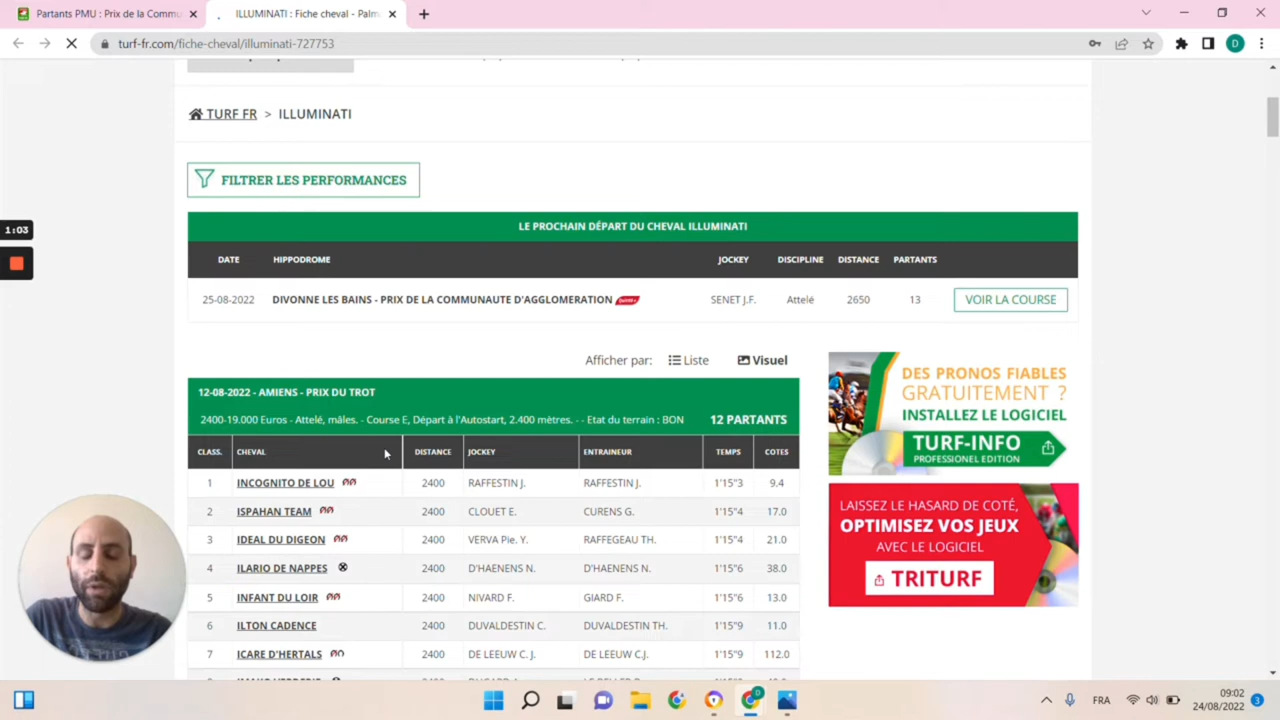 Partants PMU : Prix de la Commu
ILLUMINATI : Fiche cheval - Palm
turf-fr.com/fiche-cheval/illuminati-727753
D
TURF FR > ILLUMINATI
FILTRER LES PERFORMANCES
1:03
LE PROCHAIN DÉPART DU CHEVAL ILLUMINATI
DATE HIPPODROME JOCKEY DISCIPLINE DISTANCE PARTANTS
25-08-2022 DIVONNE LES BAINS - PRIX DE LA COMMUNAUTE D'AGGLOMERATION SENET J.F. Attelé 2650 13 VOIR LA COURSE
Afficher par: Liste Visuel
12-08-2022 - AMIENS - PRIX DU TROT
2400-19.000 Euros - Attelé, mâles. - Course E, Départ à l'Autostart, 2.400 mètres. - - Etat du terrain : BON 12 PARTANTS
CLASS. CHEVAL DISTANCE JOCKEY ENTRAINEUR TEMPS COTES
1 INCOGNITO DE LOU 2400 RAFFESTIN J. RAFFESTIN J. 1'15"3 9.4
2 ISPAHAN TEAM 2400 CLOUET E. CURENS G. 1'15"4 17.0
3 IDEAL DU DIGEON 2400 VERVA Pie. Y. RAFFEGEAU TH. 1'15"4 21.0
4 ILARIO DE NAPPES 2400 D'HAENENS N. D'HAENENS N. 1'15"6 38.0
5 INFANT DU LOIR 2400 NIVARD F. GIARD F. 1'15"6 13.0
6 ILTON CADENCE 2400 DUVALDESTIN C. DUVALDESTIN TH. 1'15"9 11.0
7 ICARE D'HERTALS 2400 DE LEEUW C. J. DE LEEUW C.J. 1'15"9 112.0
DES PRONOS FIABLES
GRATUITEMENT ?
INSTALLEZ LE LOGICIEL
TURF-INFO
PROFESSIONEL EDITION
LAISSEZ LE HASARD DE COTÉ,
OPTIMISEZ VOS JEUX
AVEC LE LOGICIEL
TRITURF
D
FRA
09:02
24/08/2022
3